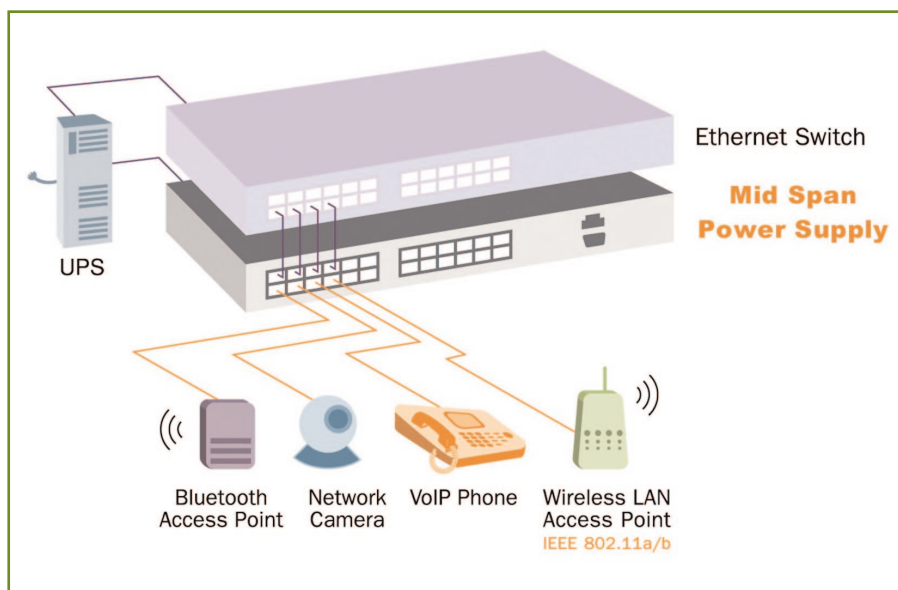 Ethernet Switch
Mid Span
Power Supply
UPS
Bluetooth
Access Point
Network
Camera
VoIP Phone
Wireless LAN
Access Point
IEEE 802.11a/b